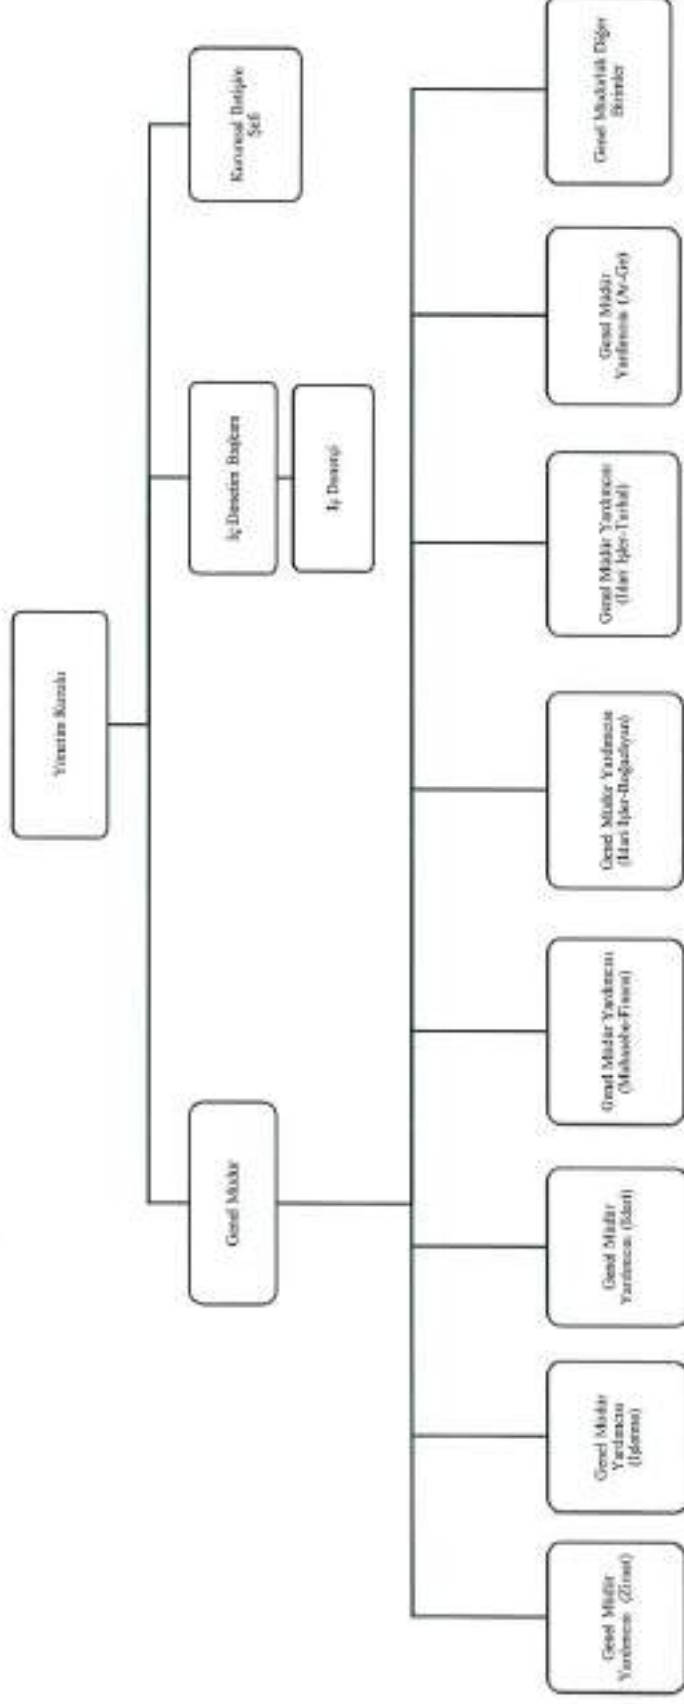 Yönetim Kurulu
Genel Müdür
İç Denetim Başkanı
Kurumsal İletişim
Şefi
İç Denetçi
Genel Müdür
Yardımcısı (Ziraat)
Genel Müdür
Yardımcısı
(İşletme)
Genel Müdür
Yardımcısı (İdari)
Genel Müdür Yardımcısı
(Muhasebe-Finans)
Genel Müdür Yardımcısı
(İdari İşler-Boğazlıyan)
Genel Müdür Yardımcısı
(İdari İşler-Turhal)
Genel Müdür
Yardımcısı (Ar-Ge)
Genel Müdürlük Diğer
Birimler